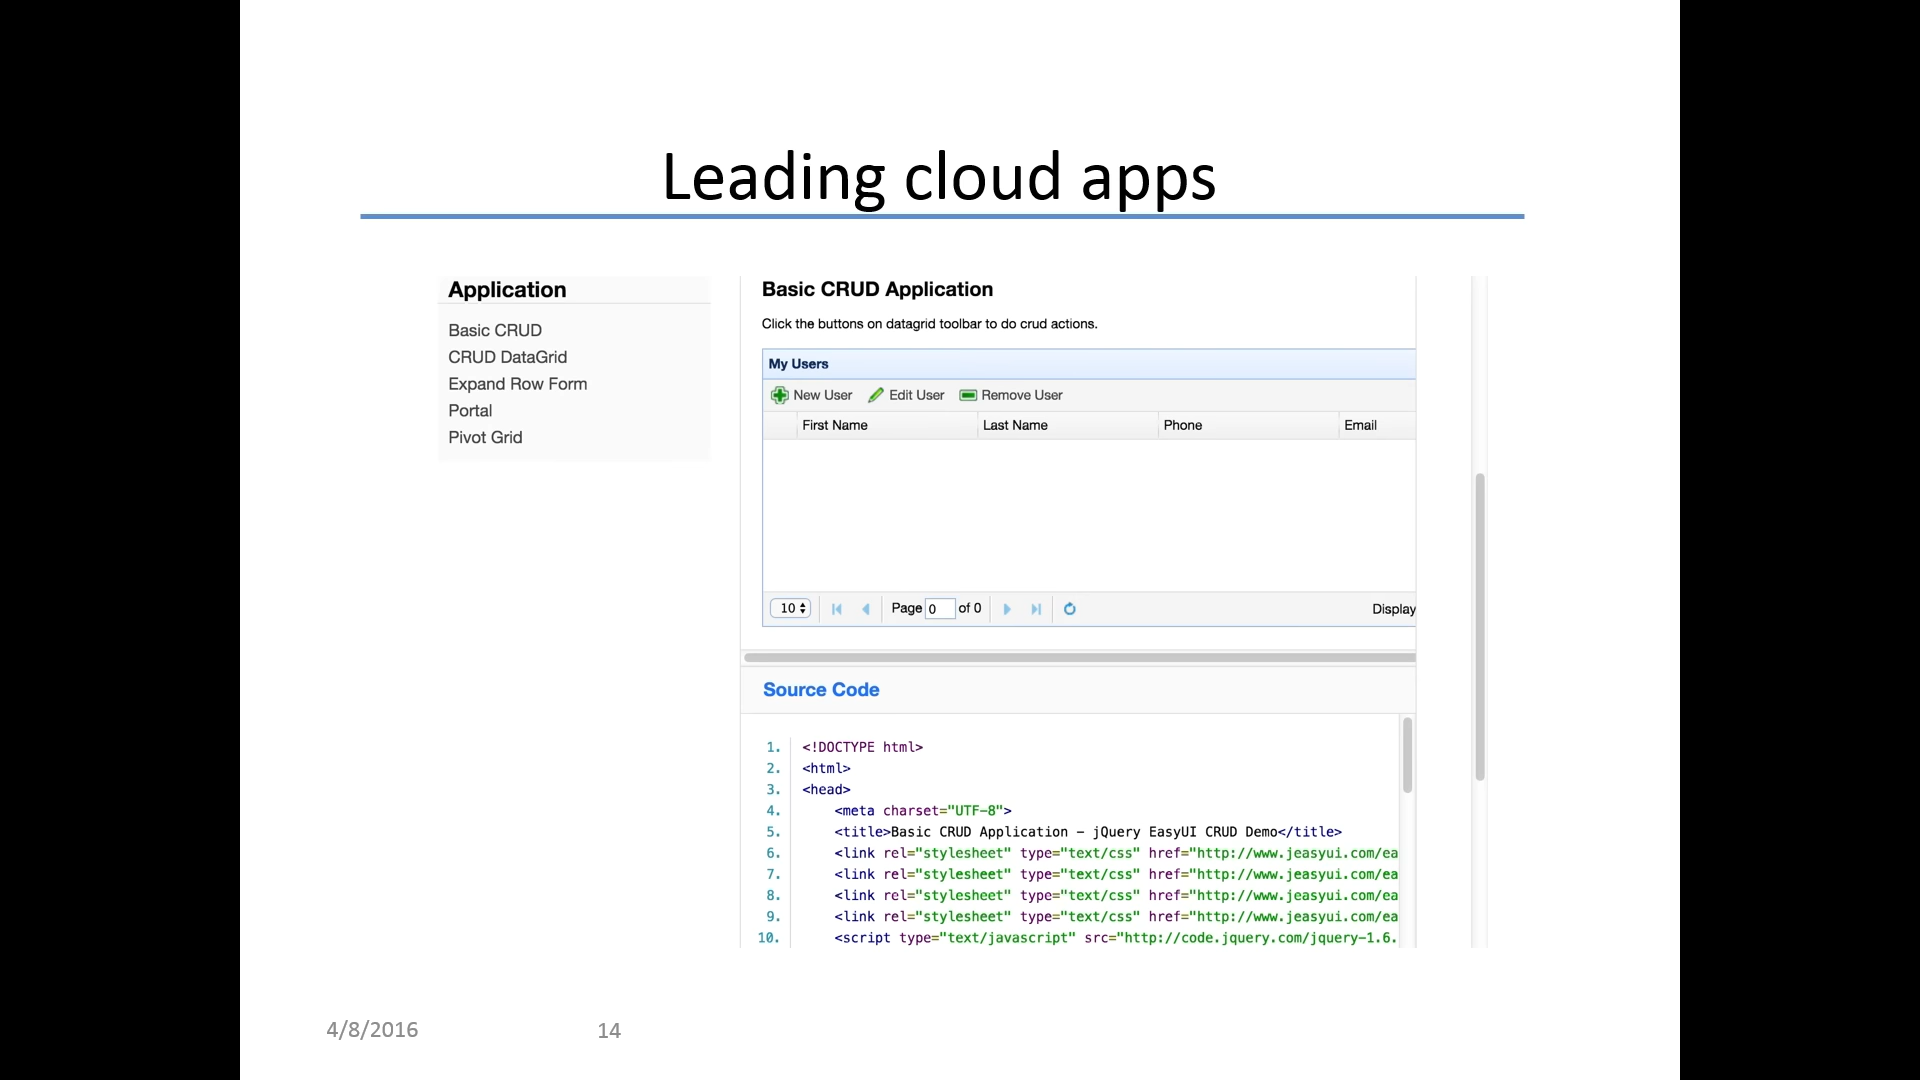 Leading cloud apps
Application
Basic CRUD
CRUD DataGrid
Expand Row Form
Portal
Pivot Grid
Basic CRUD Application
Click the buttons on datagrid toolbar to do crud actions.
My Users
New User Edit User Remove User
First Name Last Name Phone Email
10 Page 0 of 0 Display
Source Code
1. <!DOCTYPE html>
2. <html>
3. <head>
4. <meta charset="UTF-8">
5. <title>Basic CRUD Application - jQuery EasyUI CRUD Demo</title>
6. <link rel="stylesheet" type="text/css" href="http://www.jeasyui.com/ea
7. <link rel="stylesheet" type="text/css" href="http://www.jeasyui.com/ea
8. <link rel="stylesheet" type="text/css" href="http://www.jeasyui.com/ea
9. <link rel="stylesheet" type="text/css" href="http://www.jeasyui.com/ea
10. <script type="text/javascript" src="http://code.jquery.com/jquery-1.6.
4/8/2016 14